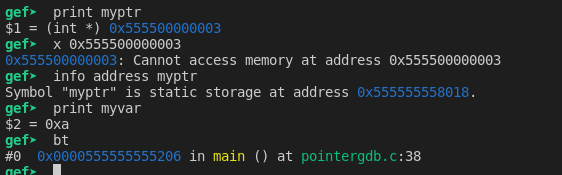 gef➤  print myptr
$1 = (int *) 0x555500000003
gef➤  x 0x555500000003
0x555500000003: Cannot access memory at address 0x555500000003
gef➤  info address myptr
Symbol "myptr" is static storage at address 0x555555558018.
gef➤  print myvar
$2 = 0xa
gef➤  bt
#0  0x0000555555555206 in main () at pointergdb.c:38
gef➤